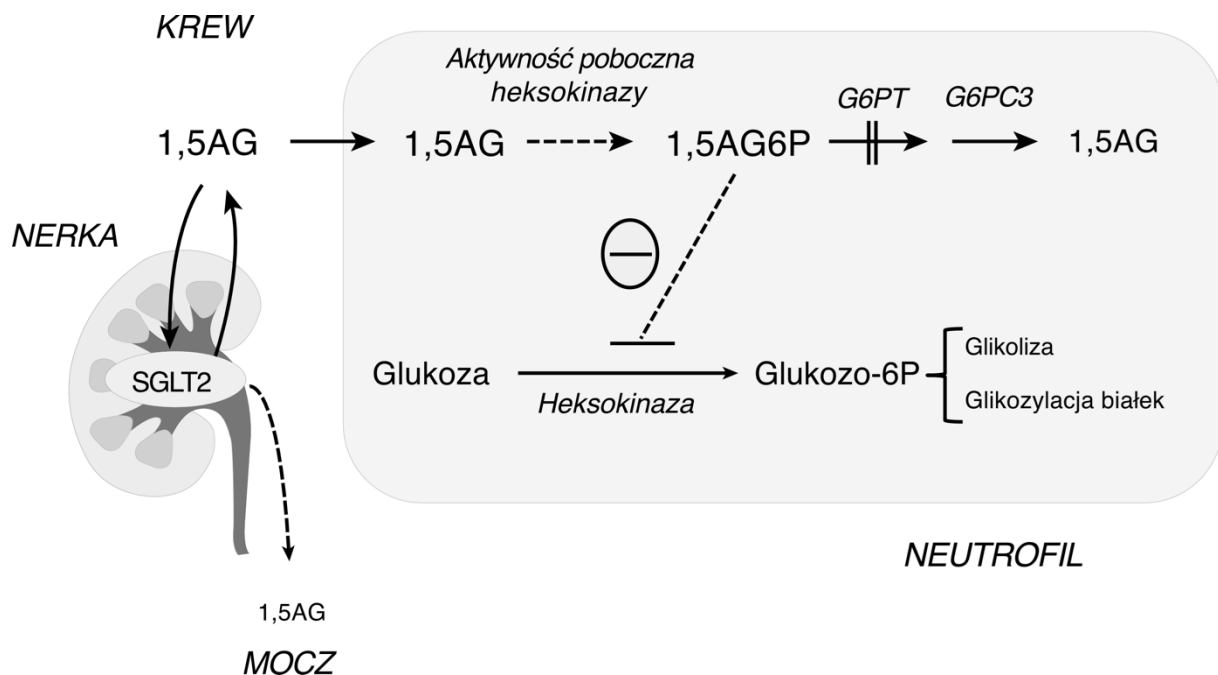 KREW
Aktywność poboczna
heksokinazy
G6PT
G6PC3
1,5AG
1,5AG
1,5AG6P
1,5AG
NERKA
SGLT2
Glukoza
Heksokinaza
Glukozo-6P
Glikoliza
Glikozylacja białek
NEUTROFIL
1,5AG
MOCZ